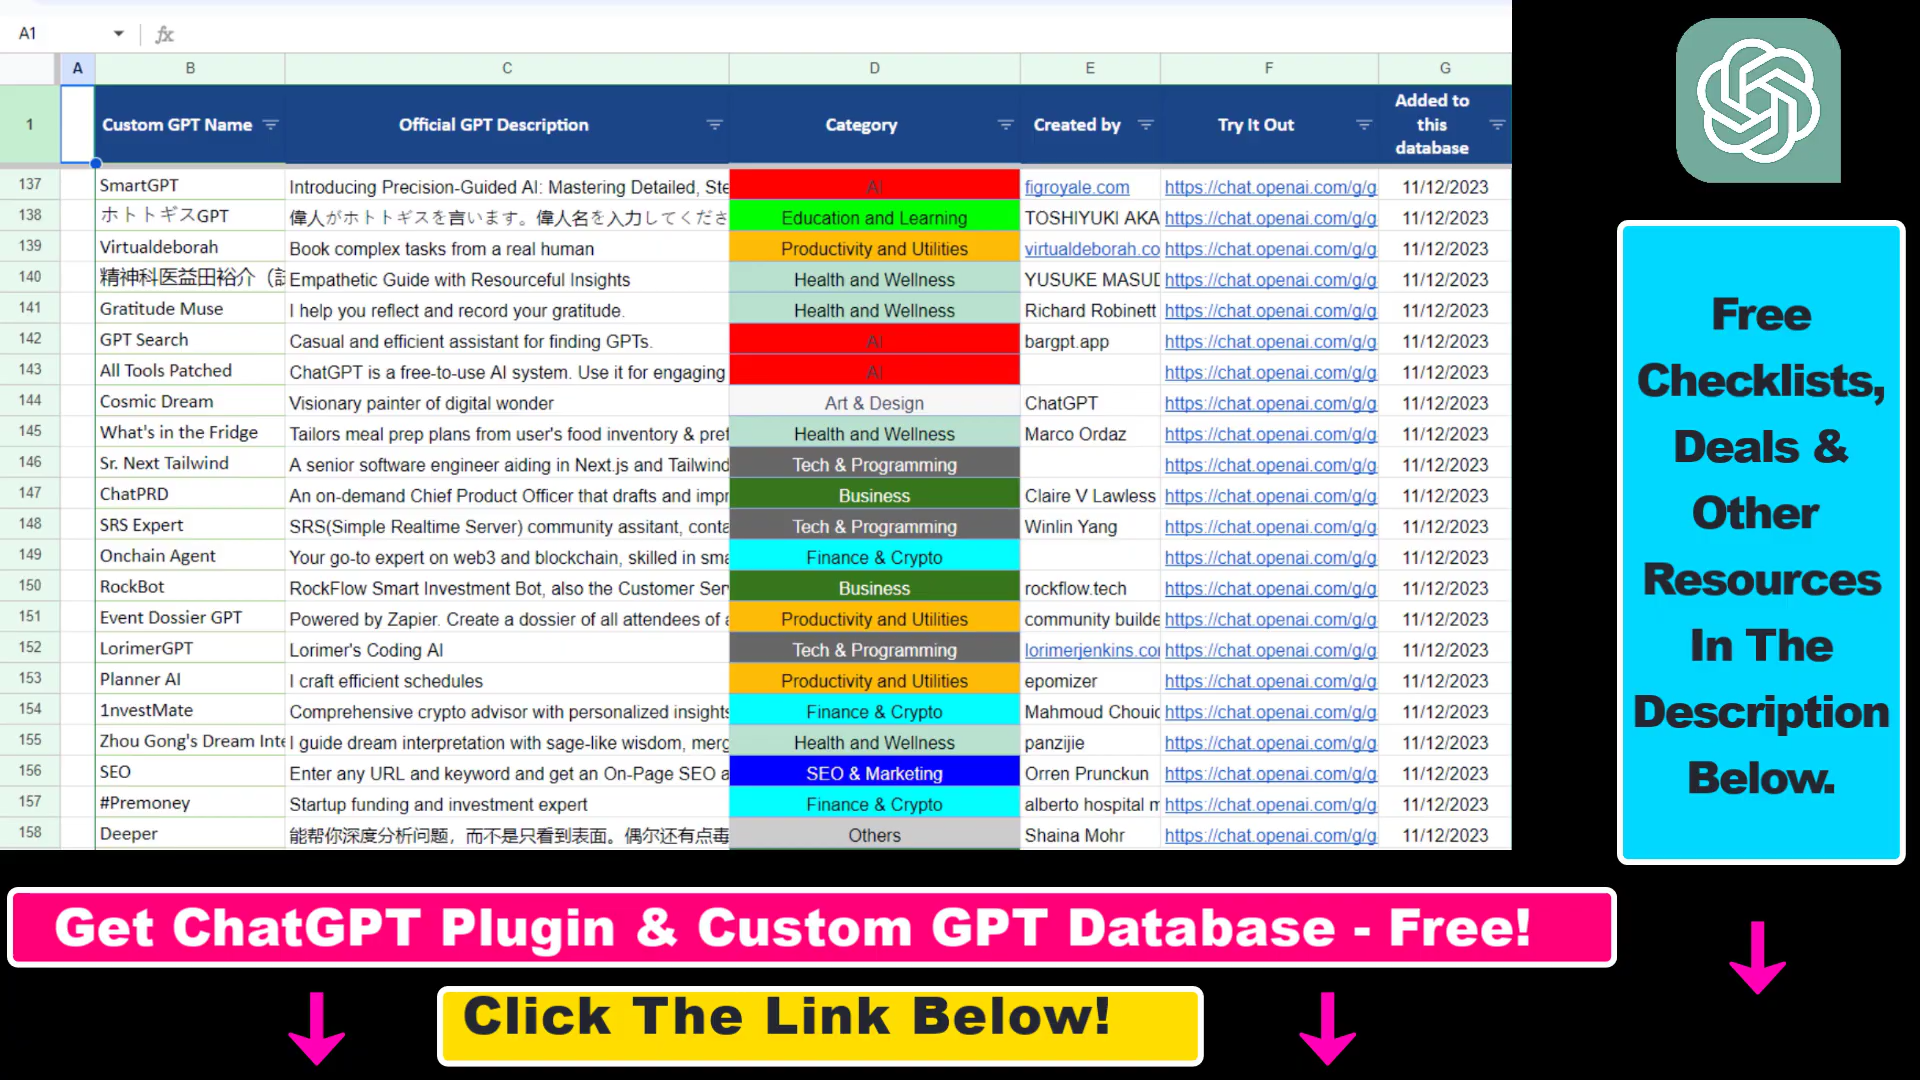 A1 fx
A B C D E F G
1 Custom GPT Name Official GPT Description Category Created by Try It Out Added to this database
137 SmartGPT Introducing Precision-Guided AI: Mastering Detailed, Ste AI figroyale.com https://chat.openai.com/g/g 11/12/2023
138 ホトトギスGPT 偉人がホトトギスを言います。偉人名を入力してくださ Education and Learning TOSHIYUKI AKA https://chat.openai.com/g/g 11/12/2023
139 Virtualdeborah Book complex tasks from a real human Productivity and Utilities virtualdeborah.co https://chat.openai.com/g/g 11/12/2023
140 精神科医益田裕介（試 Empathetic Guide with Resourceful Insights Health and Wellness YUSUKE MASUD https://chat.openai.com/g/g 11/12/2023
141 Gratitude Muse I help you reflect and record your gratitude. Health and Wellness Richard Robinett https://chat.openai.com/g/g 11/12/2023
142 GPT Search Casual and efficient assistant for finding GPTs. AI bargpt.app https://chat.openai.com/g/g 11/12/2023
143 All Tools Patched ChatGPT is a free-to-use AI system. Use it for engaging AI https://chat.openai.com/g/g 11/12/2023
144 Cosmic Dream Visionary painter of digital wonder Art & Design ChatGPT https://chat.openai.com/g/g 11/12/2023
145 What's in the Fridge Tailors meal prep plans from user's food inventory & pref Health and Wellness Marco Ordaz https://chat.openai.com/g/g 11/12/2023
146 Sr. Next Tailwind A senior software engineer aiding in Next.js and Tailwind Tech & Programming https://chat.openai.com/g/g 11/12/2023
147 ChatPRD An on-demand Chief Product Officer that drafts and impr Business Claire V Lawless https://chat.openai.com/g/g 11/12/2023
148 SRS Expert SRS(Simple Realtime Server) community assitant, conta Tech & Programming Winlin Yang https://chat.openai.com/g/g 11/12/2023
149 Onchain Agent Your go-to expert on web3 and blockchain, skilled in sma Finance & Crypto https://chat.openai.com/g/g 11/12/2023
150 RockBot RockFlow Smart Investment Bot, also the Customer Ser Business rockflow.tech https://chat.openai.com/g/g 11/12/2023
151 Event Dossier GPT Powered by Zapier. Create a dossier of all attendees of a Productivity and Utilities community builde https://chat.openai.com/g/g 11/12/2023
152 LorimerGPT Lorimer's Coding AI Tech & Programming lorimerjenkins.co https://chat.openai.com/g/g 11/12/2023
153 Planner AI I craft efficient schedules Productivity and Utilities epomizer https://chat.openai.com/g/g 11/12/2023
154 1nvestMate Comprehensive crypto advisor with personalized insights Finance & Crypto Mahmoud Chouic https://chat.openai.com/g/g 11/12/2023
155 Zhou Gong's Dream Inte I guide dream interpretation with sage-like wisdom, merg Health and Wellness panzijie https://chat.openai.com/g/g 11/12/2023
156 SEO Enter any URL and keyword and get an On-Page SEO a SEO & Marketing Orren Prunckun https://chat.openai.com/g/g 11/12/2023
157 #Premoney Startup funding and investment expert Finance & Crypto alberto hospital m https://chat.openai.com/g/g 11/12/2023
158 Deeper 能帮你深度分析问题，而不是只看到表面。偶尔还有点毒 Others Shaina Mohr https://chat.openai.com/g/g 11/12/2023
Free
Checklists,
Deals &
Other
Resources
In The
Description
Below.
Get ChatGPT Plugin & Custom GPT Database - Free!
Click The Link Below!